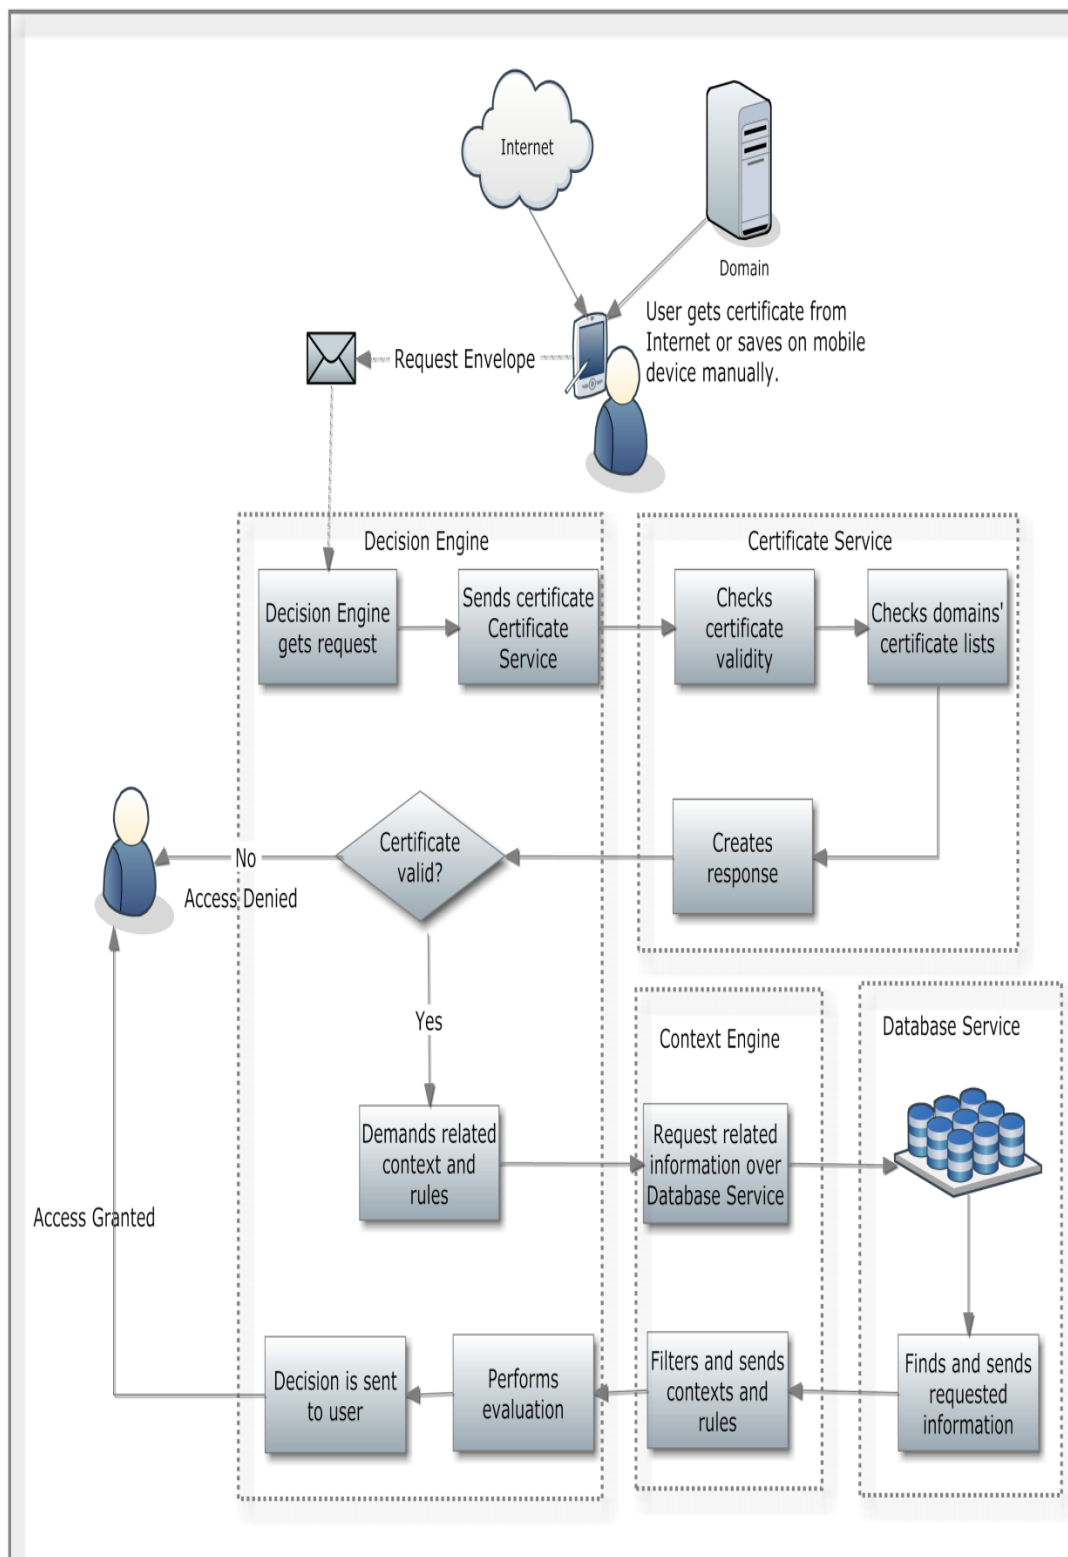 Internet
Domain
User gets certificate from
Internet or saves on mobile
device manually.
Request Envelope
Decision Engine
Certificate Service
Decision Engine
gets request
Sends certificate
Certificate
Service
Checks
certificate
validity
Checks domains'
certificate lists
Certificate
valid?
Creates
response
No
Access Denied
Yes
Context Engine
Database Service
Demands related
context and
rules
Request related
information over
Database Service
Access Granted
Decision is sent
to user
Performs
evaluation
Filters and sends
contexts and
rules
Finds and sends
requested
information